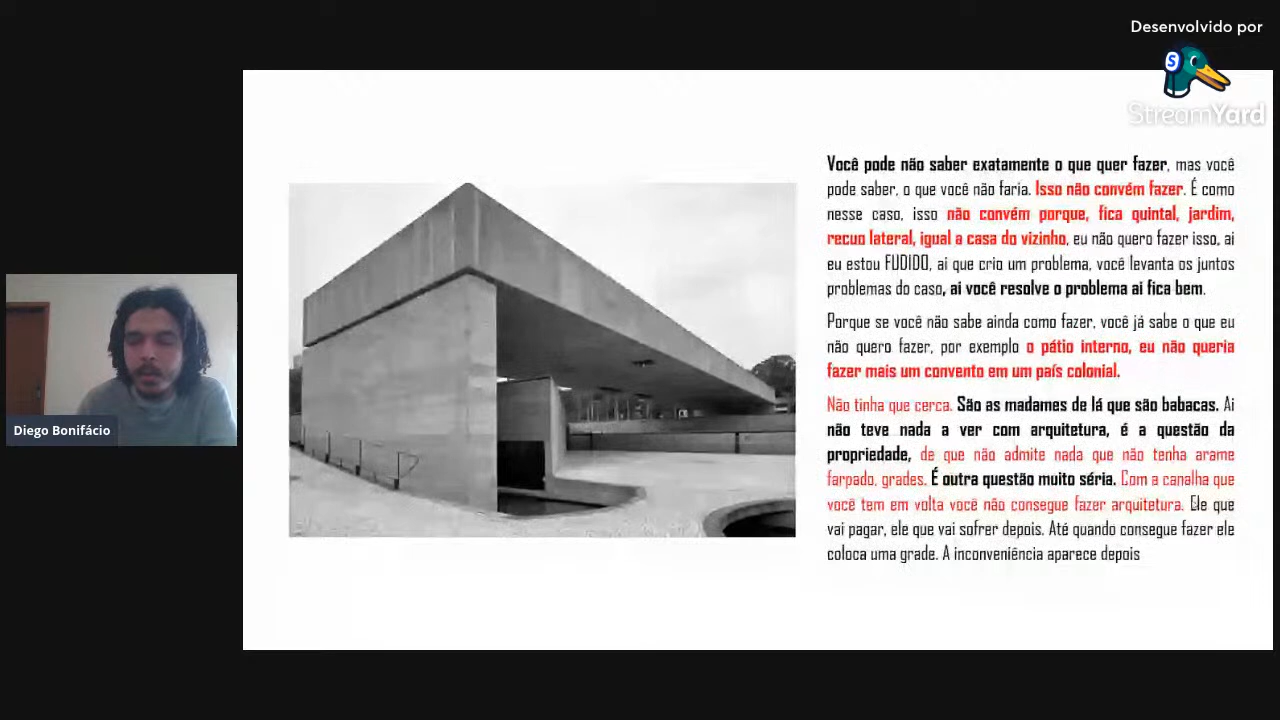 Desenvolvido por
StreamYard
Você pode não saber exatamente o que quer fazer, mas você
pode saber, o que você não faria. Isso não convém fazer. É como
nesse caso, isso não convém porque, fica quintal, jardim,
recuo lateral, igual a casa do vizinho, eu não quero fazer isso, ai
eu estou FUDIDO, ai que crio um problema, você levanta os juntos
problemas do caso, ai você resolve o problema ai fica bem.
Porque se você não sabe ainda como fazer, você já sabe o que eu
não quero fazer, por exemplo o pátio interno, eu não queria
fazer mais um convento em um país colonial.
Não tinha que cerca. São as madames de lá que são babacas. Ai
não teve nada a ver com arquitetura, é a questão da
propriedade, de que não admite nada que não tenha arame
farpado, grades. É outra questão muito séria. Com a canalha que
você tem em volta você não consegue fazer arquitetura. Ele que
vai pagar, ele que vai sofrer depois. Até quando consegue fazer ele
coloca uma grade. A inconveniência aparece depois
Diego Bonifácio